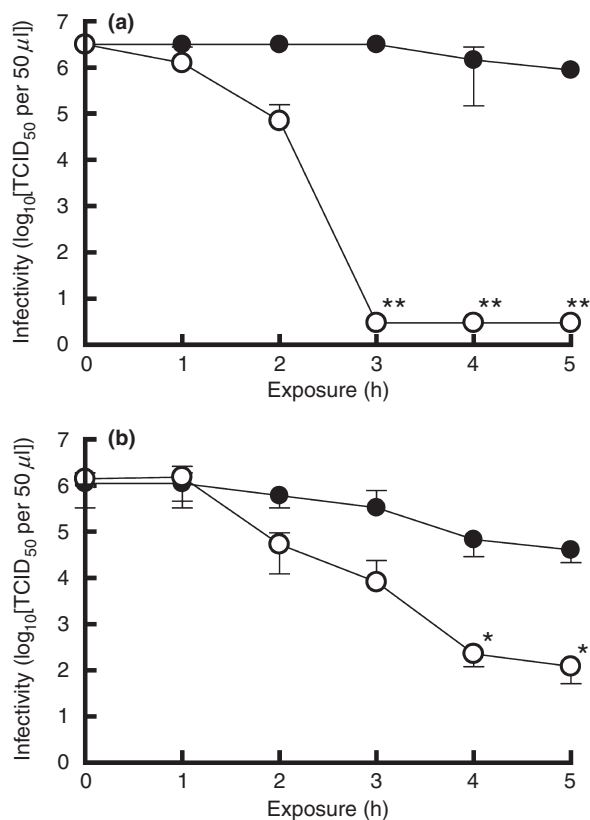 (a)
Infectivity (log₁₀[TCID₅₀ per 50 µl])
7
6
5
4
3
2
1
0
** ** **
0 1 2 3 4 5
Exposure (h)
(b)
Infectivity (log₁₀[TCID₅₀ per 50 µl])
7
6
5
4
3
2
1
0
* *
0 1 2 3 4 5
Exposure (h)